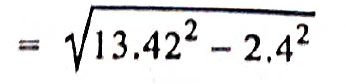 = √13.42² − 2.4²